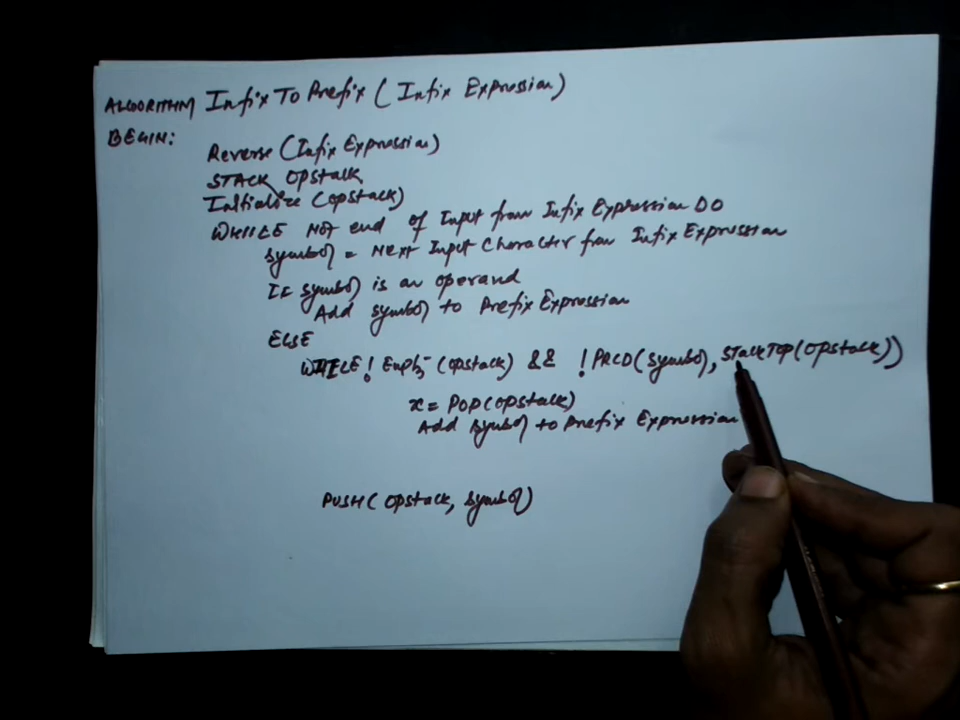 ALGORITHM Infix To Prefix ( Infix Expression)
BEGIN:
Reverse (Infix Expression)
STACK OpStack
Initialize (opstack)
WHILE Not end of Input from Infix Expression DO
symbol = Next Input Character from Infix Expression
IF symbol is an operand
Add symbol to Prefix Expression
ELSE
WHILE ! Empty (opstack) && ! PRCD (symbol, StackTop(Opstack))
x = POP(opstack)
Add symbol to Prefix Expression
PUSH( opstack, symbol)